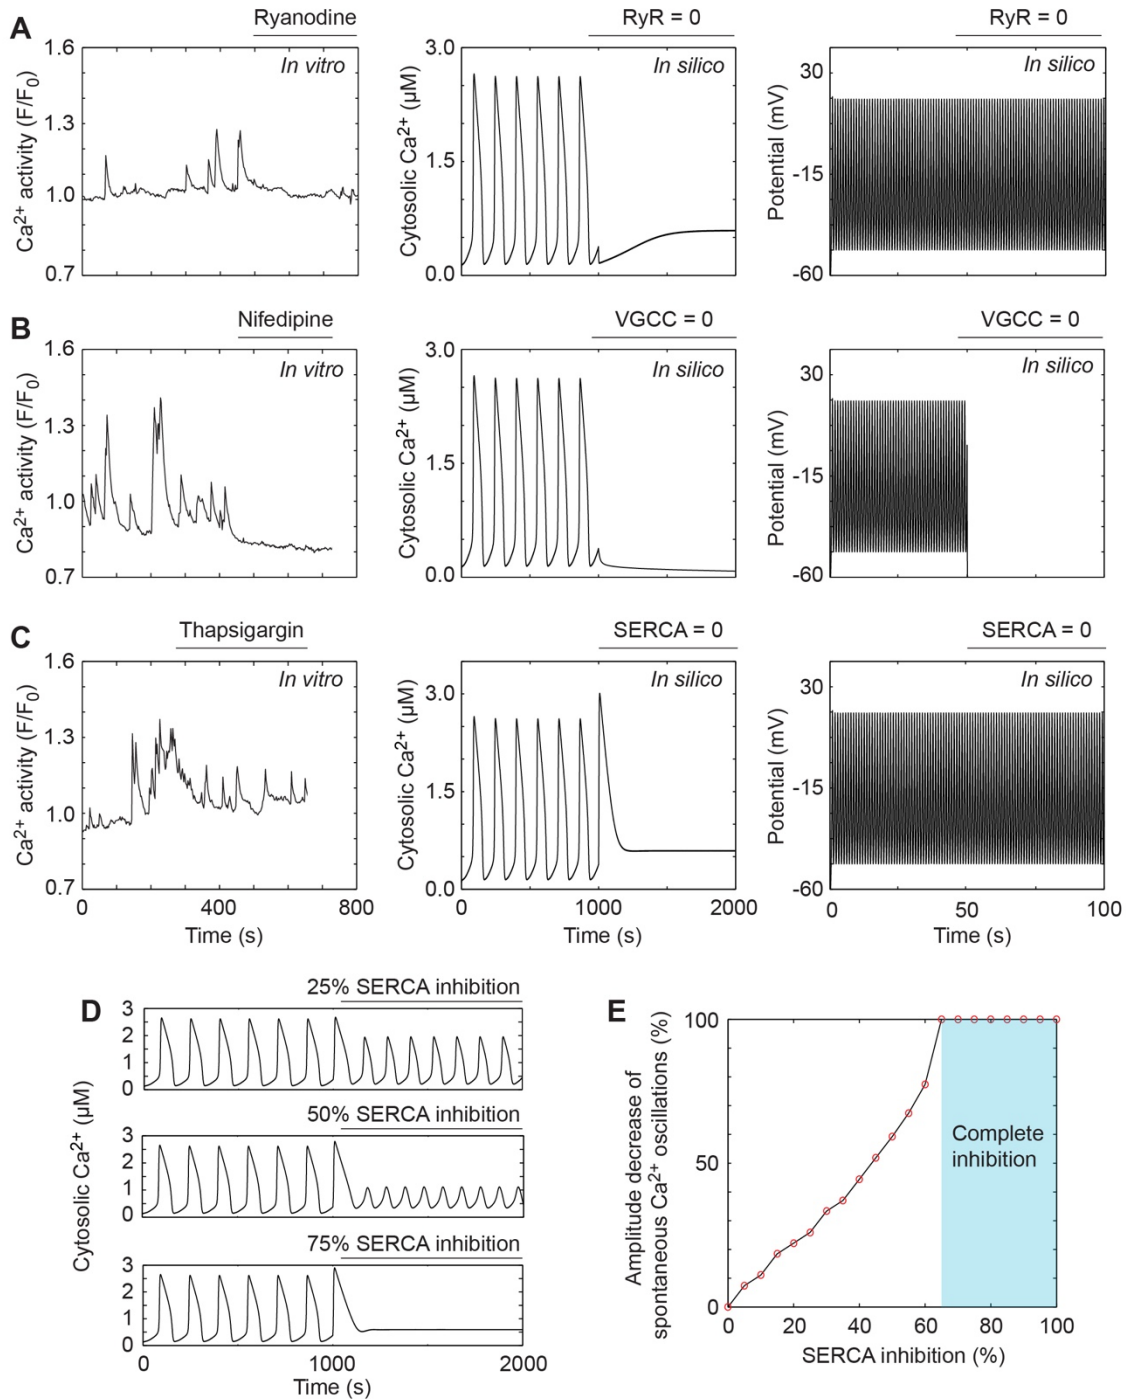 A
Ryanodine
RyR = 0
RyR = 0
Ca2+ activity (F/F0)
1.6
1.3
1.0
0.7
In vitro
Cytosolic Ca2+ (µM)
3.0
1.5
0.0
In silico
Potential (mV)
30
-15
-60
In silico
B
Nifedipine
VGCC = 0
VGCC = 0
Ca2+ activity (F/F0)
1.6
1.3
1.0
0.7
In vitro
Cytosolic Ca2+ (µM)
3.0
1.5
0.0
In silico
Potential (mV)
30
-15
-60
In silico
C
Thapsigargin
SERCA = 0
SERCA = 0
Ca2+ activity (F/F0)
1.6
1.3
1.0
0.7
In vitro
0 400 800
Time (s)
Cytosolic Ca2+ (µM)
3.0
1.5
0.0
In silico
0 1000 2000
Time (s)
Potential (mV)
30
-15
-60
In silico
0 50 100
Time (s)
D
Cytosolic Ca2+ (µM)
25% SERCA inhibition
3
2
1
0
50% SERCA inhibition
3
2
1
0
75% SERCA inhibition
3
2
1
0
0 1000 2000
Time (s)
E
Amplitude decrease of
spontaneous Ca2+ oscillations (%)
100
50
0
Complete
inhibition
0 20 40 60 80 100
SERCA inhibition (%)